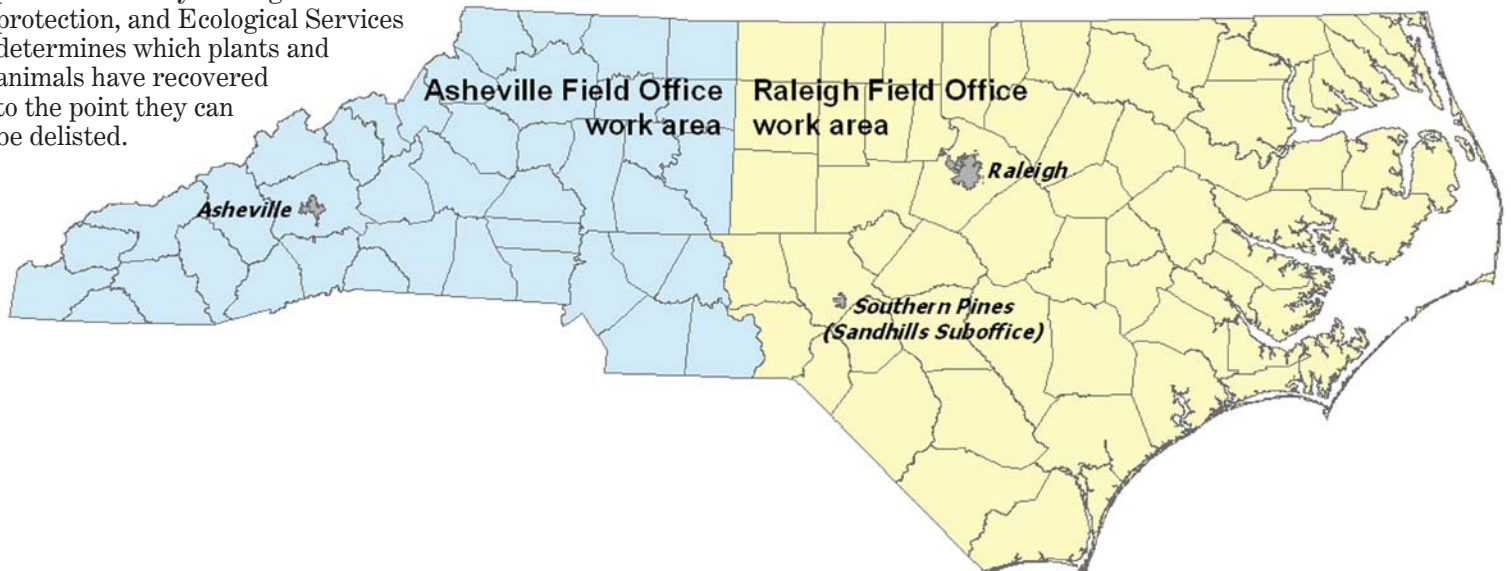 protection, and Ecological Services
determines which plants and
animals have recovered
to the point they can
be delisted.
Asheville Field Office
work area
Raleigh Field Office
work area
Raleigh
Asheville
Southern Pines
(Sandhills Suboffice)